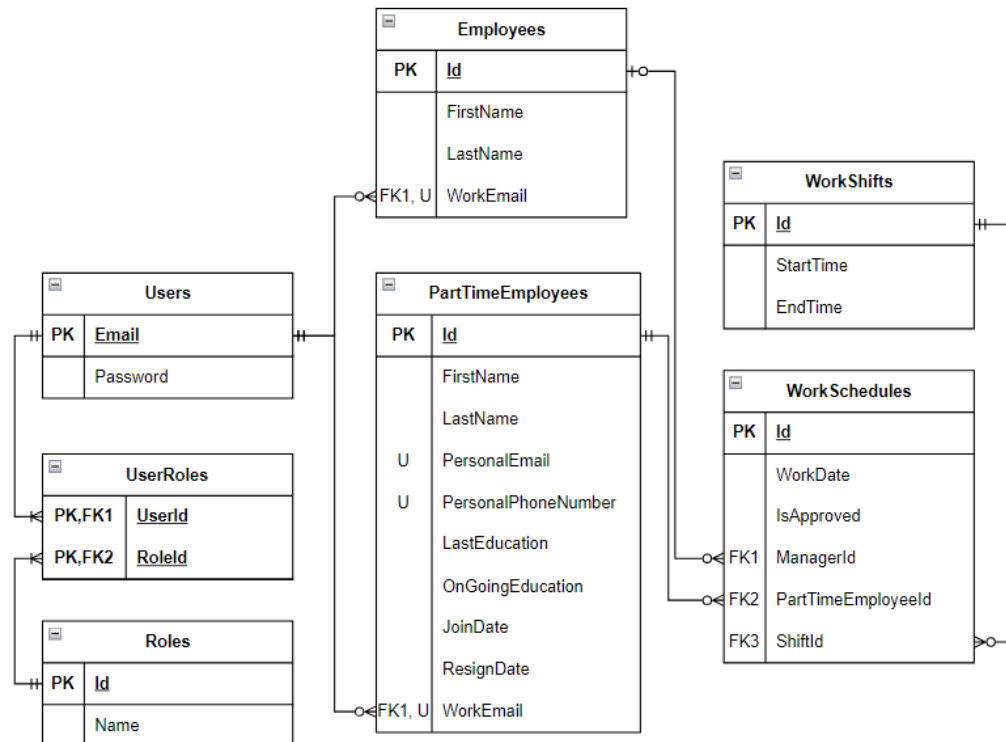 Employees
PK Id
FirstName
LastName
FK1, U WorkEmail
WorkShifts
PK Id
StartTime
EndTime
Users
PK Email
Password
PartTimeEmployees
PK Id
FirstName
LastName
U PersonalEmail
U PersonalPhoneNumber
LastEducation
OnGoingEducation
JoinDate
ResignDate
FK1, U WorkEmail
WorkSchedules
PK Id
WorkDate
IsApproved
FK1 ManagerId
FK2 PartTimeEmployeeId
FK3 ShiftId
UserRoles
PK,FK1 UserId
PK,FK2 RoleId
Roles
PK Id
Name